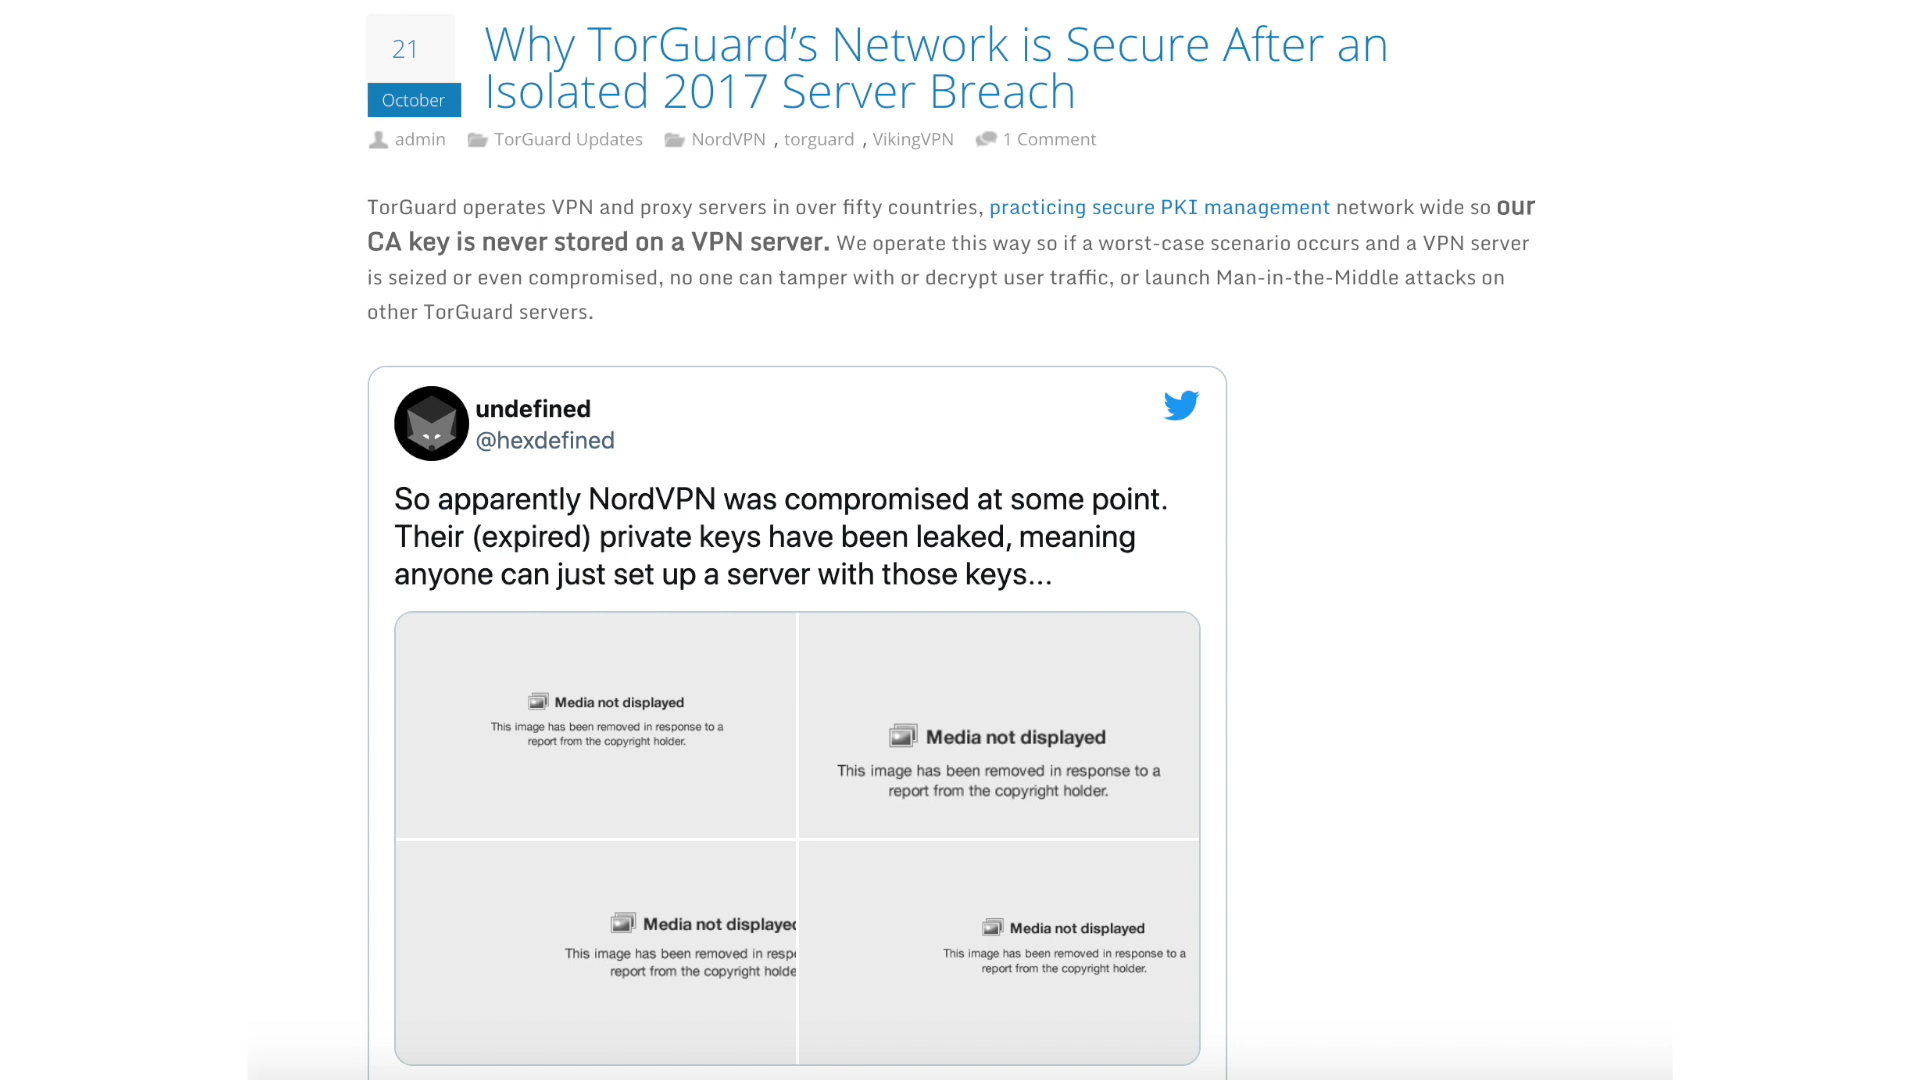 21
October
Why TorGuard’s Network is Secure After an
Isolated 2017 Server Breach
admin TorGuard Updates NordVPN , torguard , VikingVPN 1 Comment
TorGuard operates VPN and proxy servers in over fifty countries, practicing secure PKI management network wide so our
CA key is never stored on a VPN server. We operate this way so if a worst-case scenario occurs and a VPN server
is seized or even compromised, no one can tamper with or decrypt user traffic, or launch Man-in-the-Middle attacks on
other TorGuard servers.
undefined
@hexdefined
So apparently NordVPN was compromised at some point.
Their (expired) private keys have been leaked, meaning
anyone can just set up a server with those keys...
Media not displayed
This image has been removed in response to a
report from the copyright holder.
Media not displayed
This image has been removed in response to a
report from the copyright holder.
Media not displayed
This image has been removed in resp
report from the copyright holde
Media not displayed
This image has been removed in response to a
report from the copyright holder.